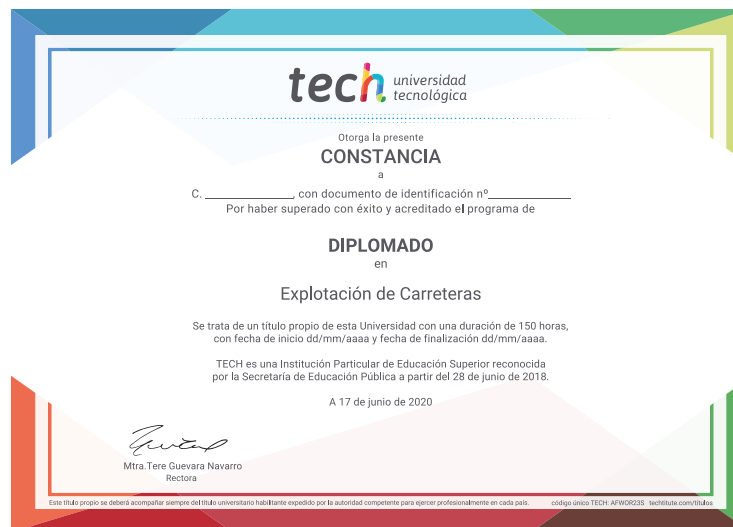 tech universidad
tecnológica
Otorga la presente
CONSTANCIA
a
C. ______________, con documento de identificación nº______________
Por haber superado con éxito y acreditado el programa de
DIPLOMADO
en
Explotación de Carreteras
Se trata de un título propio de esta Universidad con una duración de 150 horas,
con fecha de inicio dd/mm/aaaa y fecha de finalización dd/mm/aaaa.
TECH es una Institución Particular de Educación Superior reconocida
por la Secretaría de Educación Pública a partir del 28 de junio de 2018.
A 17 de junio de 2020
Mtra.Tere Guevara Navarro
Rectora
Este título propio se deberá acompañar siempre del título universitario habilitante expedido por la autoridad competente para ejercer profesionalmente en cada país. código único TECH: AFWOR23S techtitute.com/títulos